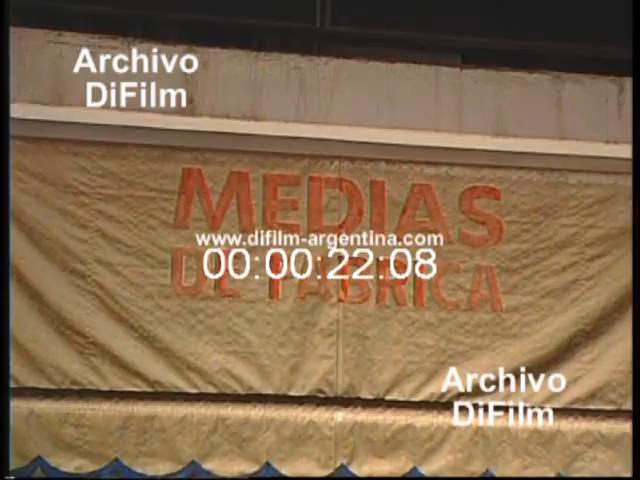 Archivo
DiFilm
MEDIAS
www.difilm-argentina.com
00:00:22:08
DE FABRICA
Archivo
DiFilm